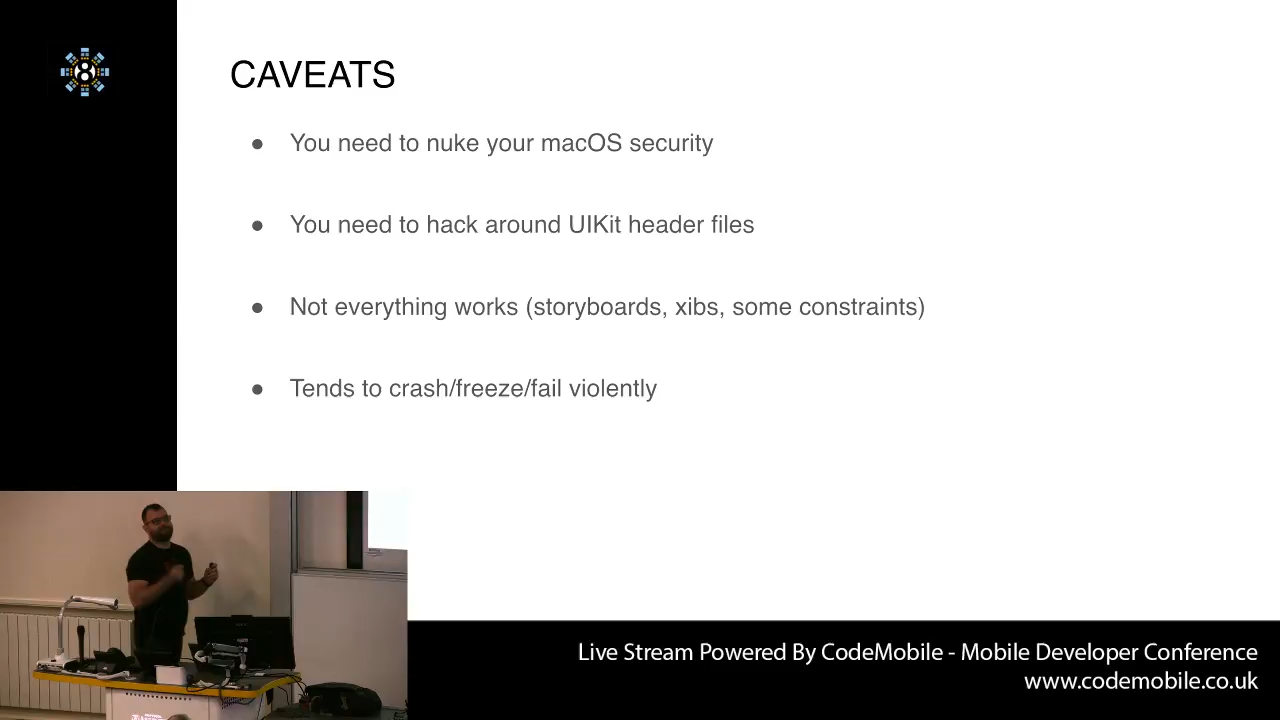 CAVEATS
● You need to nuke your macOS security
● You need to hack around UIKit header files
● Not everything works (storyboards, xibs, some constraints)
● Tends to crash/freeze/fail violently
Live Stream Powered By CodeMobile - Mobile Developer Conference
www.codemobile.co.uk